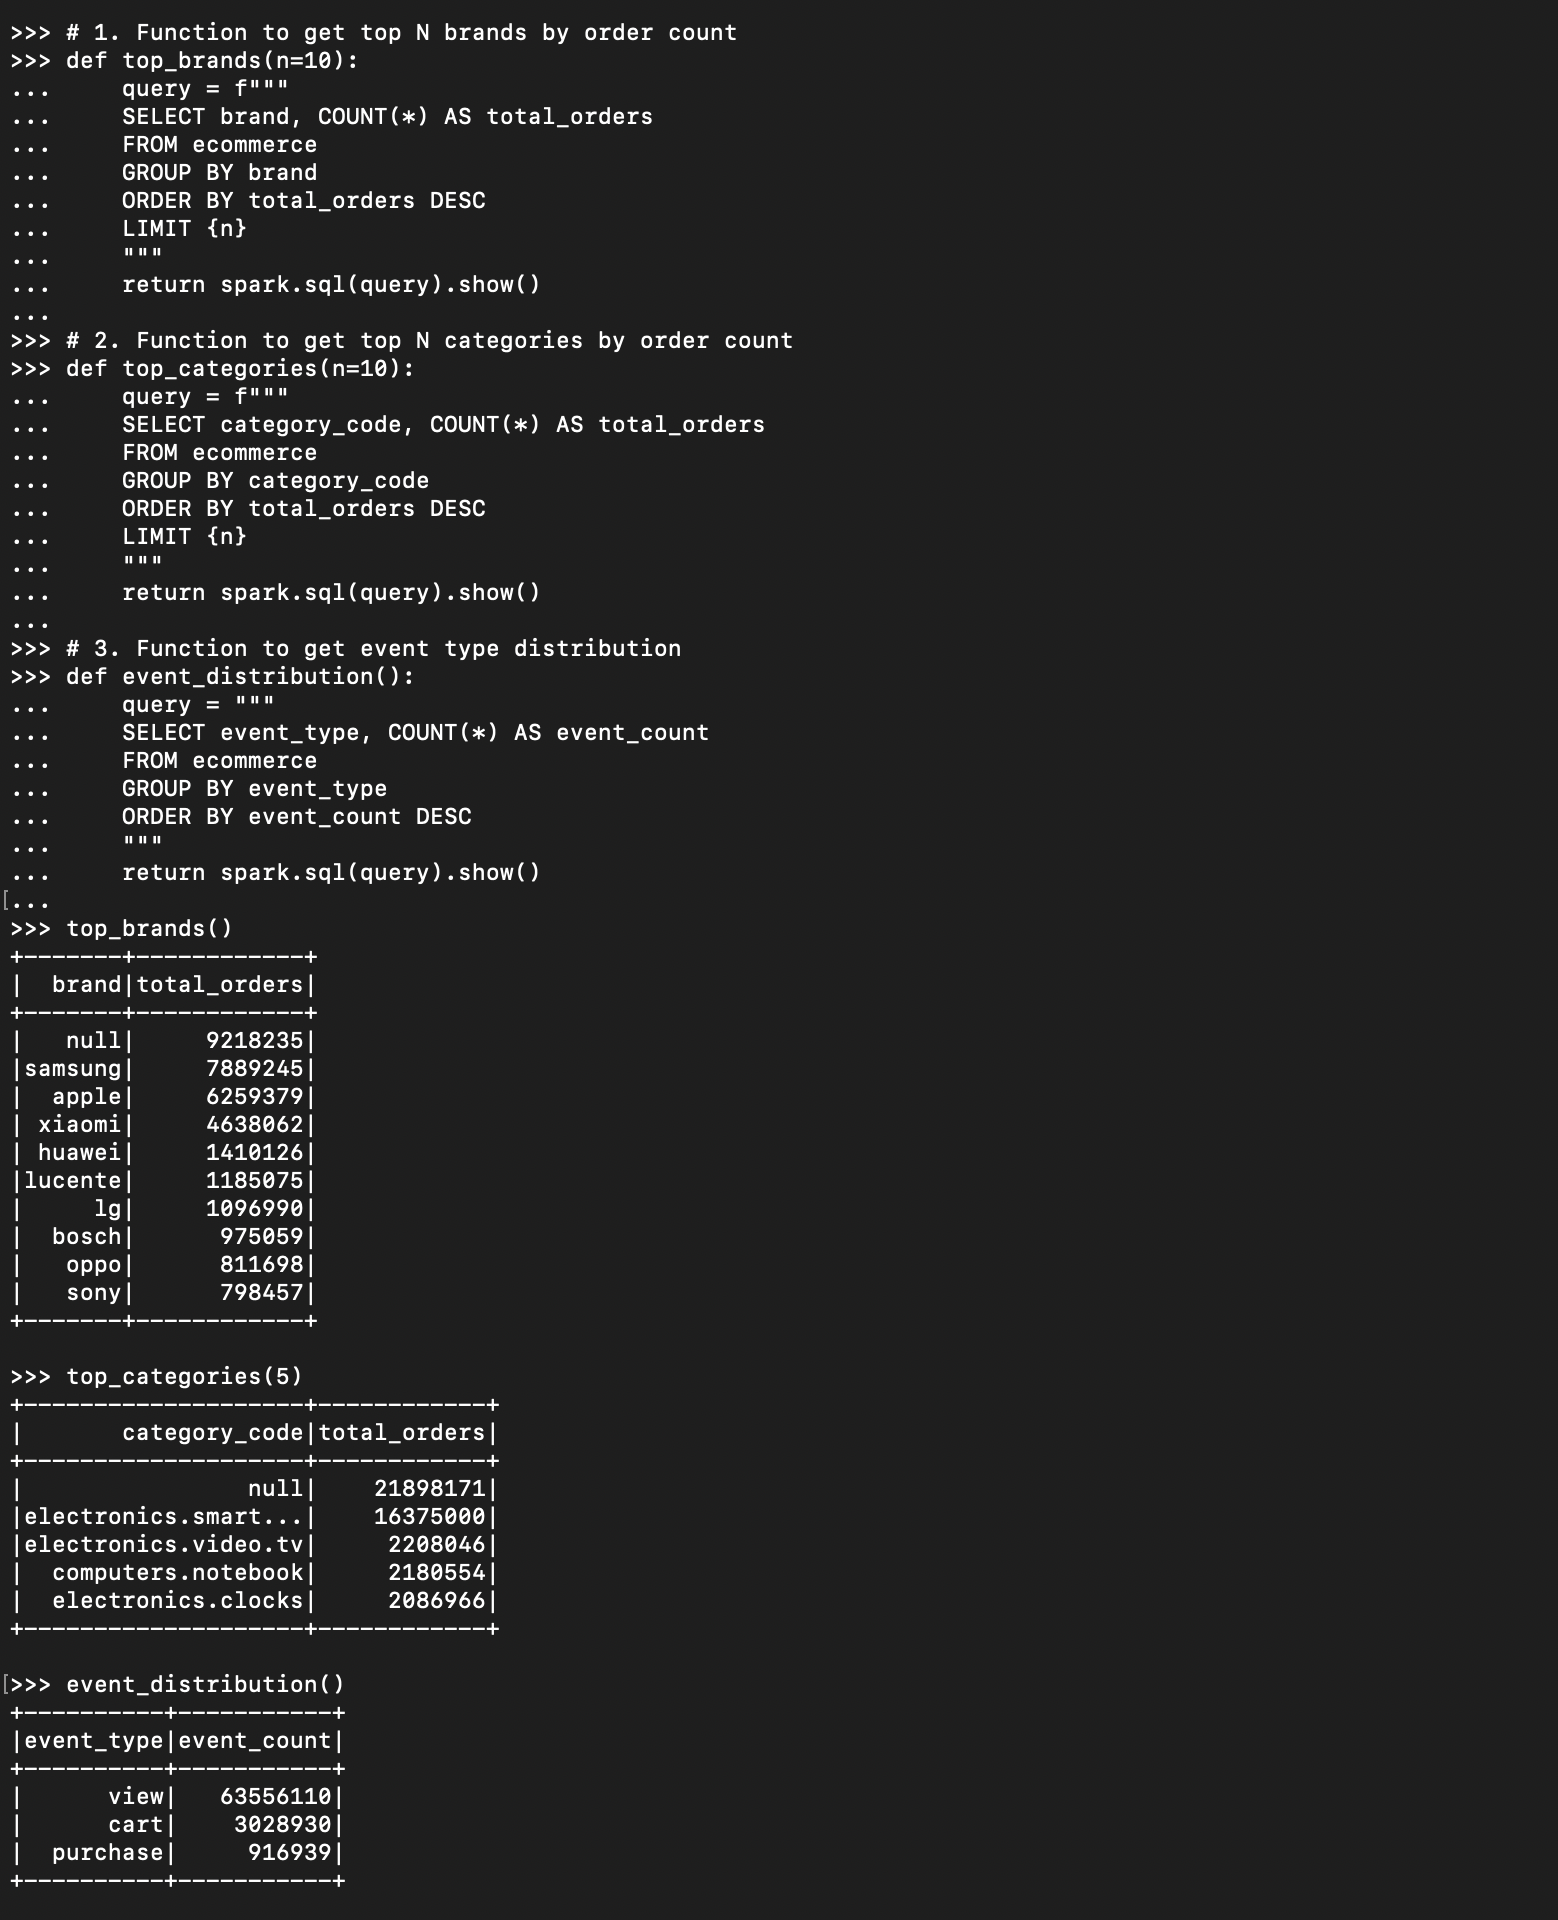 >>> # 1. Function to get top N brands by order count
>>> def top_brands(n=10):
...     query = f"""
...     SELECT brand, COUNT(*) AS total_orders
...     FROM ecommerce
...     GROUP BY brand
...     ORDER BY total_orders DESC
...     LIMIT {n}
...     """
...     return spark.sql(query).show()
...
>>> # 2. Function to get top N categories by order count
>>> def top_categories(n=10):
...     query = f"""
...     SELECT category_code, COUNT(*) AS total_orders
...     FROM ecommerce
...     GROUP BY category_code
...     ORDER BY total_orders DESC
...     LIMIT {n}
...     """
...     return spark.sql(query).show()
...
>>> # 3. Function to get event type distribution
>>> def event_distribution():
...     query = """
...     SELECT event_type, COUNT(*) AS event_count
...     FROM ecommerce
...     GROUP BY event_type
...     ORDER BY event_count DESC
...     """
...     return spark.sql(query).show()
[...
>>> top_brands()
+-------+------------+
|  brand|total_orders|
+-------+------------+
|   null|     9218235|
|samsung|     7889245|
|  apple|     6259379|
| xiaomi|     4638062|
| huawei|     1410126|
|lucente|     1185075|
|     lg|     1096990|
|  bosch|      975059|
|   oppo|      811698|
|   sony|      798457|
+-------+------------+

>>> top_categories(5)
+--------------------+------------+
|       category_code|total_orders|
+--------------------+------------+
|                null|    21898171|
|electronics.smart...|    16375000|
|electronics.video.tv|     2208046|
|  computers.notebook|     2180554|
|  electronics.clocks|     2086966|
+--------------------+------------+

[>>> event_distribution()
+----------+-----------+
|event_type|event_count|
+----------+-----------+
|      view|   63556110|
|      cart|    3028930|
|  purchase|     916939|
+----------+-----------+